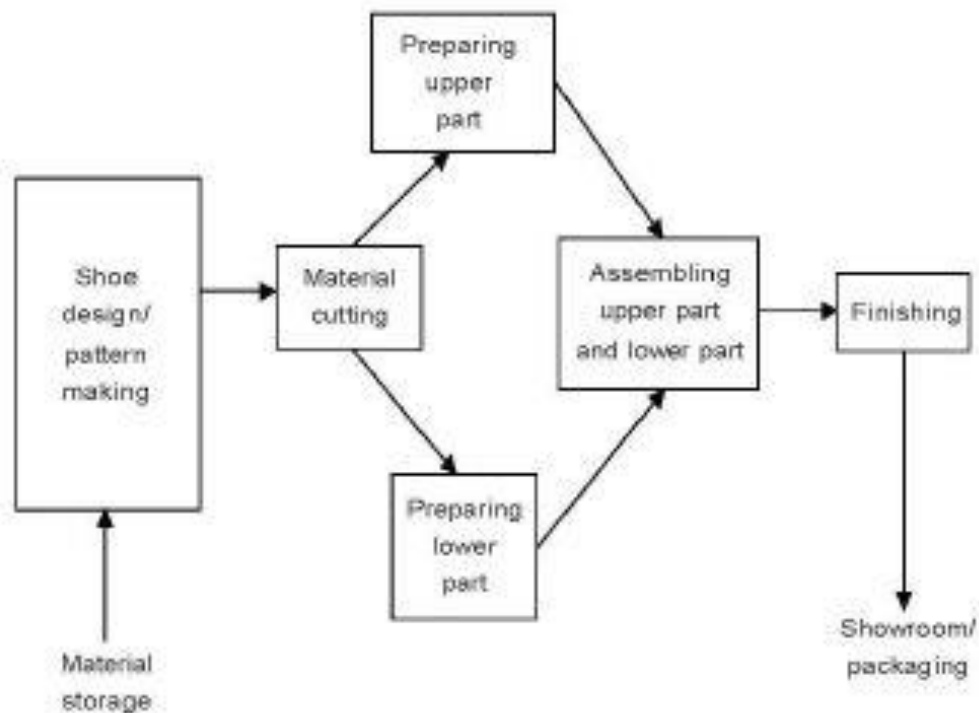 Preparing
upper
part
Shoe
design/
pattern
making
Material
cutting
Assembling
upper part
and lower part
Finishing
Preparing
lower
part
Material
storage
Showroom/
packaging